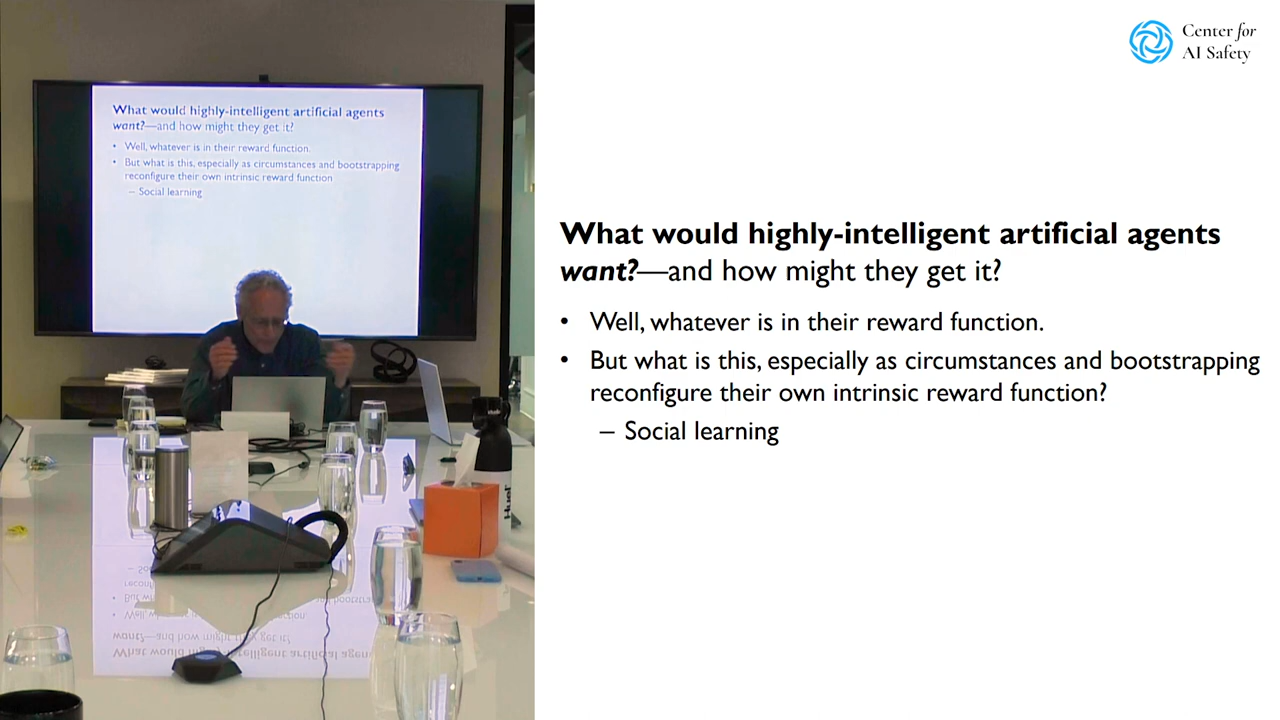 What would highly-intelligent artificial agents
want?—and how might they get it?
• Well, whatever is in their reward function.
• But what is this, especially as circumstances and bootstrapping
reconfigure their own intrinsic reward function
– Social learning
Huel
Center for
AI Safety
What would highly-intelligent artificial agents
want?—and how might they get it?
• Well, whatever is in their reward function.
• But what is this, especially as circumstances and bootstrapping
reconfigure their own intrinsic reward function?
– Social learning